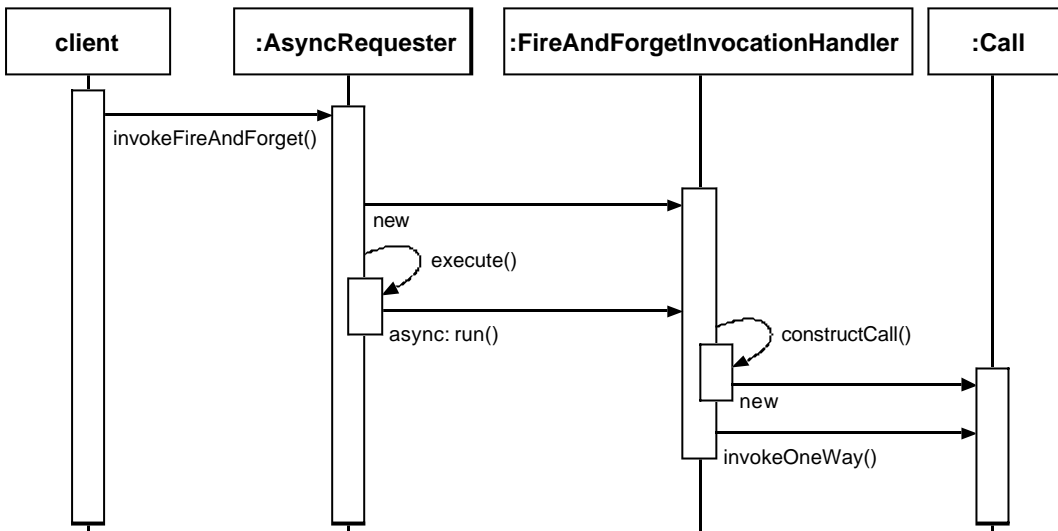 client
:AsyncRequester
:FireAndForgetInvocationHandler
:Call
invokeFireAndForget()
new
execute()
async: run()
constructCall()
new
invokeOneWay()